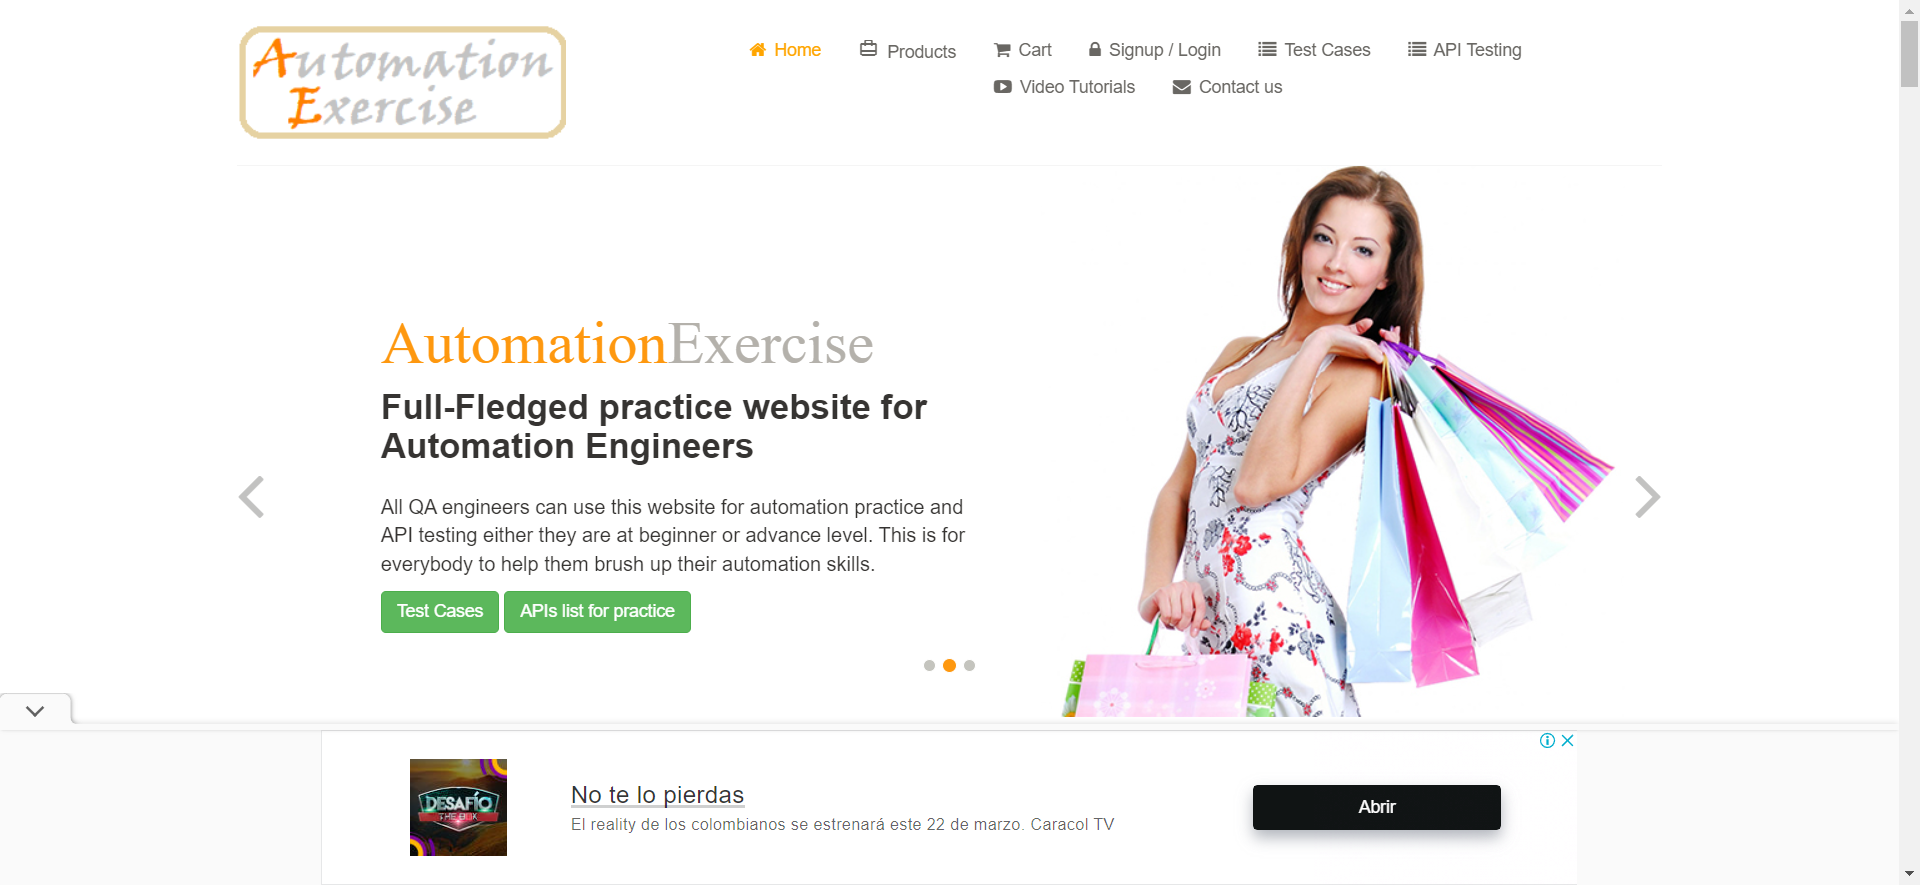 Automation
Exercise
Home
Products
Cart
Signup / Login
Test Cases
API Testing
Video Tutorials
Contact us
AutomationExercise
Full-Fledged practice website for
Automation Engineers
All QA engineers can use this website for automation practice and
API testing either they are at beginner or advance level. This is for
everybody to help them brush up their automation skills.
Test Cases
APIs list for practice
DESAFÍO
THE BOX
No te lo pierdas
El reality de los colombianos se estrenará este 22 de marzo. Caracol TV
Abrir